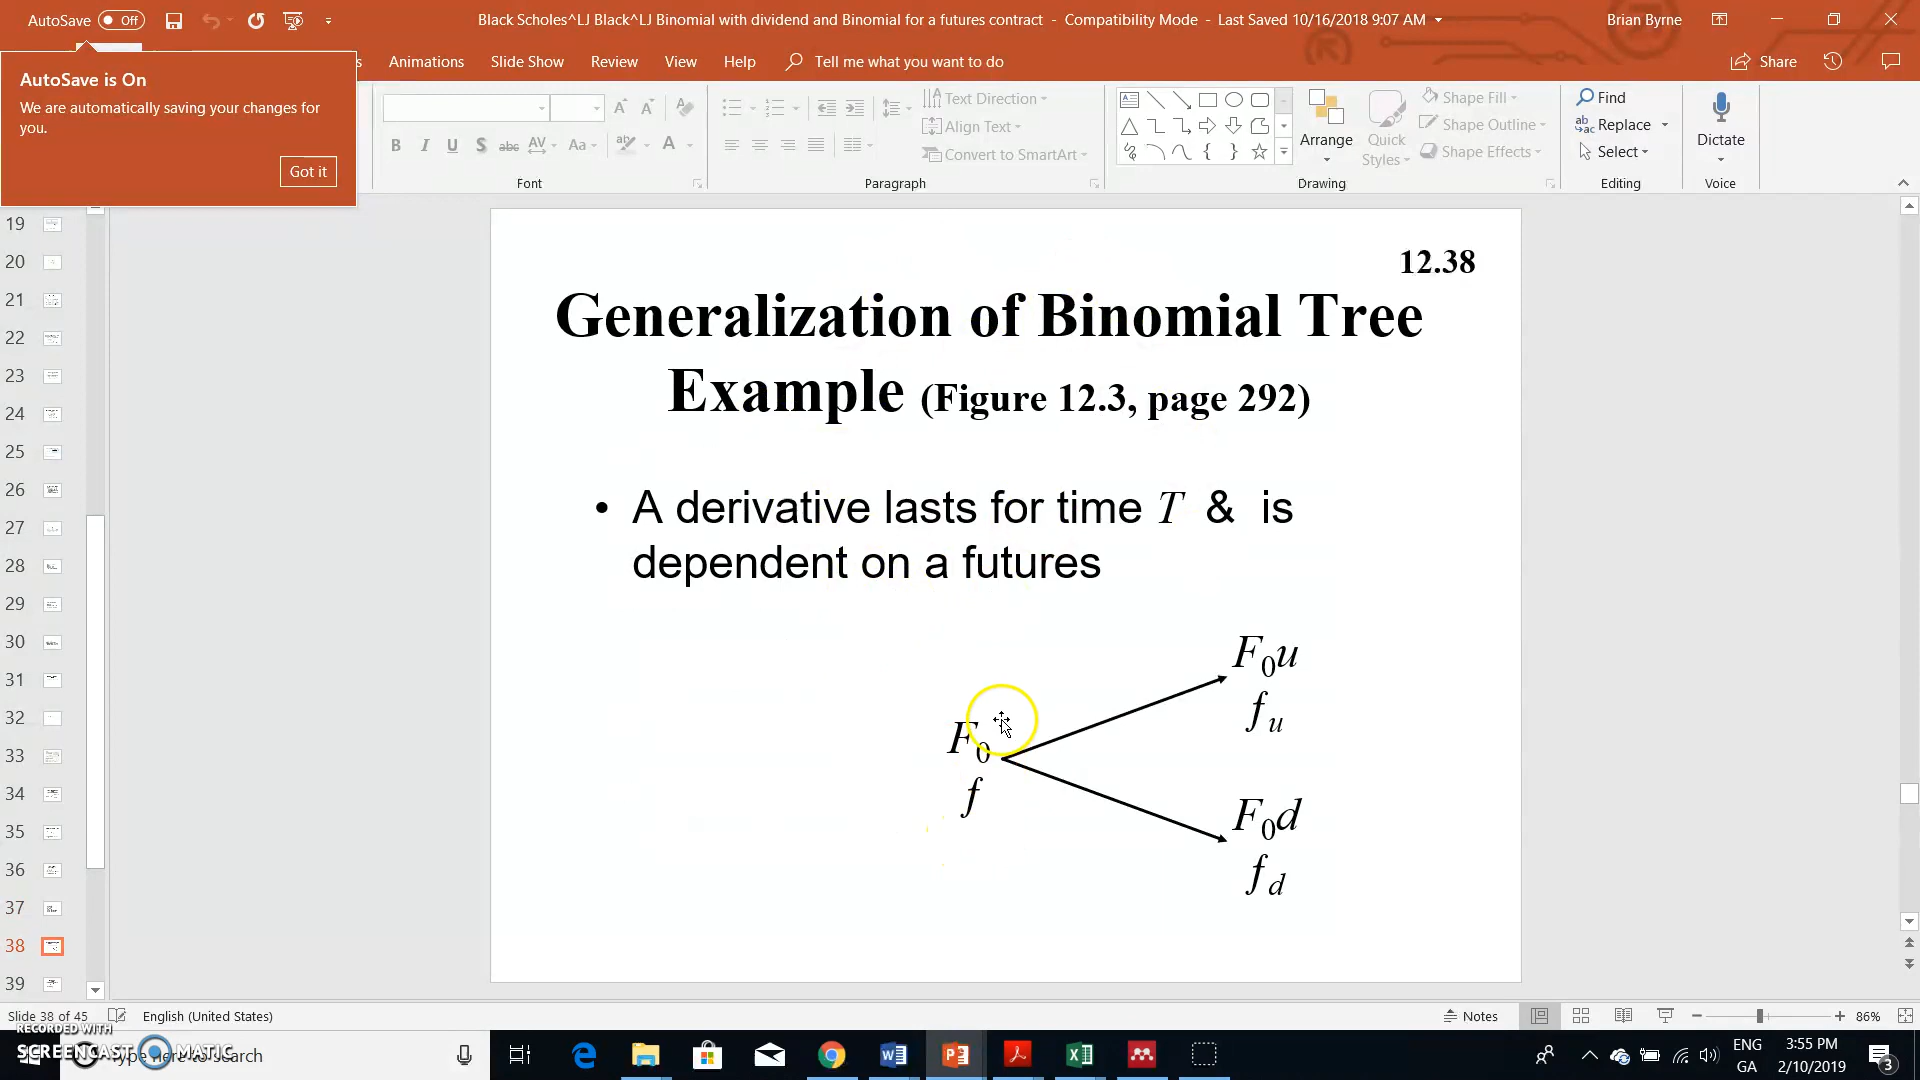 AutoSave Off
Black Scholes^LJ Black^LJ Binomial with dividend and Binomial for a futures contract - Compatibility Mode - Last Saved 10/16/2018 9:07 AM
Brian Byrne
Animations Slide Show Review View Help Tell me what you want to do
Share
AutoSave is On
We are automatically saving your changes for
you.
Got it
Text Direction
Align Text
Convert to SmartArt
Arrange
Quick
Styles
Shape Fill
Shape Outline
Shape Effects
Find
Replace
Select
Dictate
Font
Paragraph
Drawing
Editing
Voice
19
20
21
22
23
24
25
26
27
28
29
30
31
32
33
34
35
36
37
38
39
12.38
Generalization of Binomial Tree
Example (Figure 12.3, page 292)
• A derivative lasts for time T & is
dependent on a futures
F₀u
f u
F₀
f
F₀d
f d
Slide 38 of 45
English (United States)
Notes
86%
RECORDED WITH
SCREENCAST MATIC
Type here to search
ENG
GA
3:55 PM
2/10/2019
3